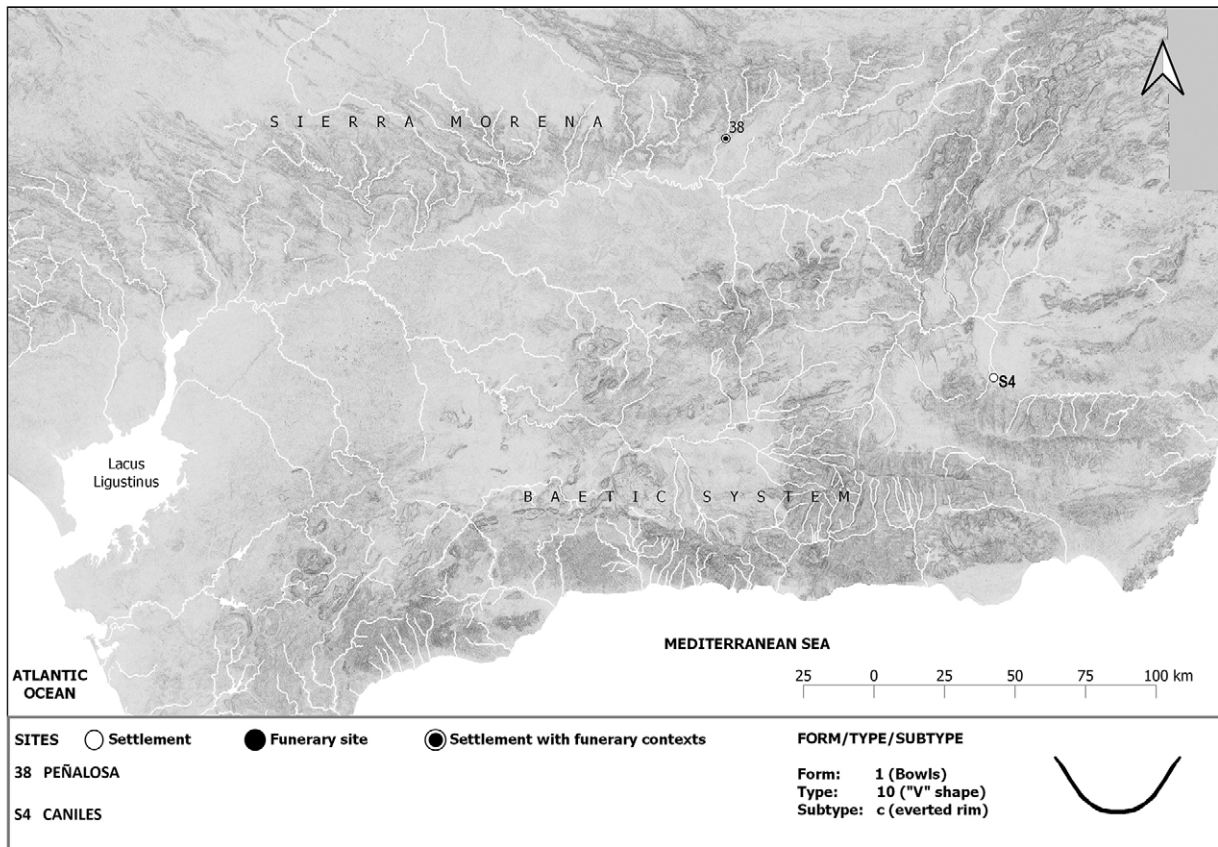 SIERRA MORENA
38
S4
Lacus
Ligustinus
BAETIC SYSTEM
MEDITERRANEAN SEA
ATLANTIC
OCEAN
25 0 25 50 75 100 km
SITES Settlement Funerary site Settlement with funerary contexts
38 PEÑALOSA
S4 CANILES
FORM/TYPE/SUBTYPE
Form: 1 (Bowls)
Type: 10 ("V" shape)
Subtype: c (everted rim)